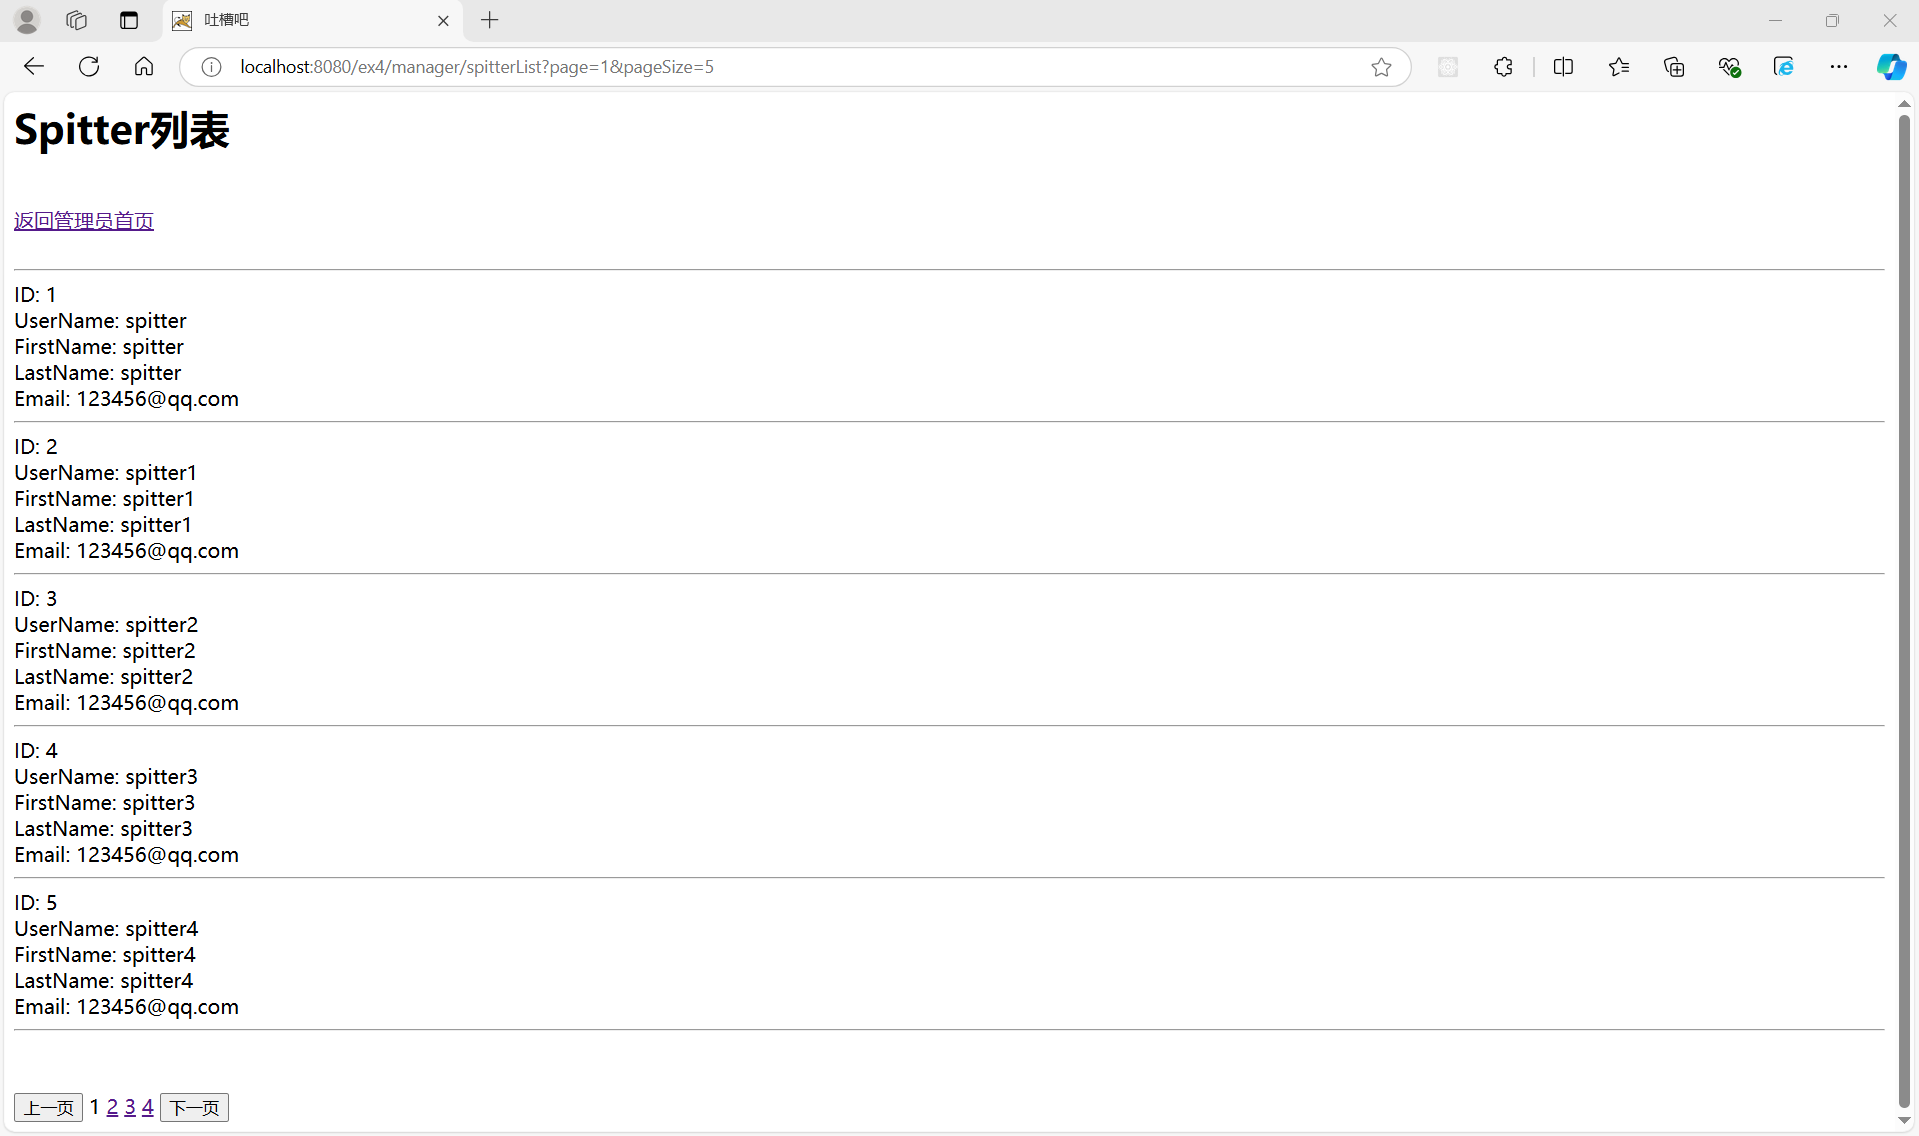 吐槽吧
localhost:8080/ex4/manager/spitterList?page=1&pageSize=5
Spitter列表
返回管理员首页
ID: 1
UserName: spitter
FirstName: spitter
LastName: spitter
Email: 123456@qq.com
ID: 2
UserName: spitter1
FirstName: spitter1
LastName: spitter1
Email: 123456@qq.com
ID: 3
UserName: spitter2
FirstName: spitter2
LastName: spitter2
Email: 123456@qq.com
ID: 4
UserName: spitter3
FirstName: spitter3
LastName: spitter3
Email: 123456@qq.com
ID: 5
UserName: spitter4
FirstName: spitter4
LastName: spitter4
Email: 123456@qq.com
上一页 1 2 3 4 下一页